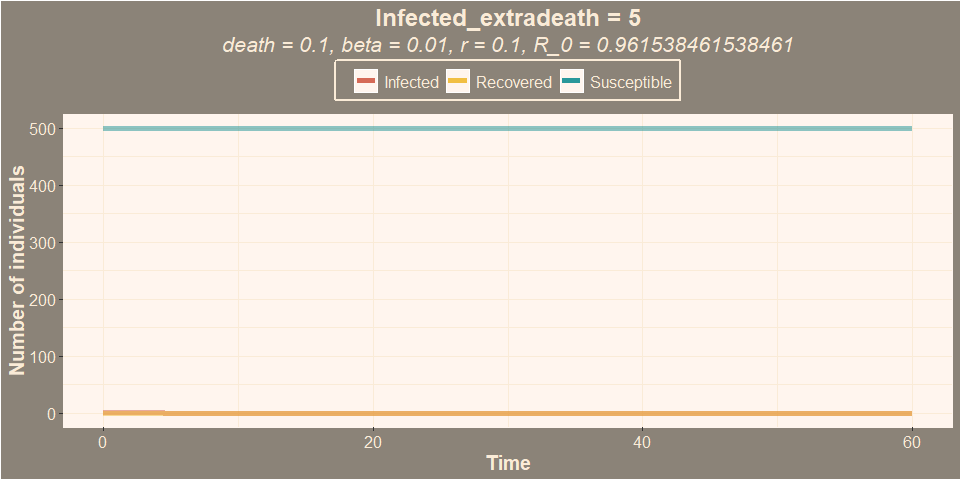 Infected_extradeath = 5
death = 0.1, beta = 0.01, r = 0.1, R_0 = 0.961538461538461
Infected Recovered Susceptible
Number of individuals
500
400
300
200
100
0
0 20 40 60
Time